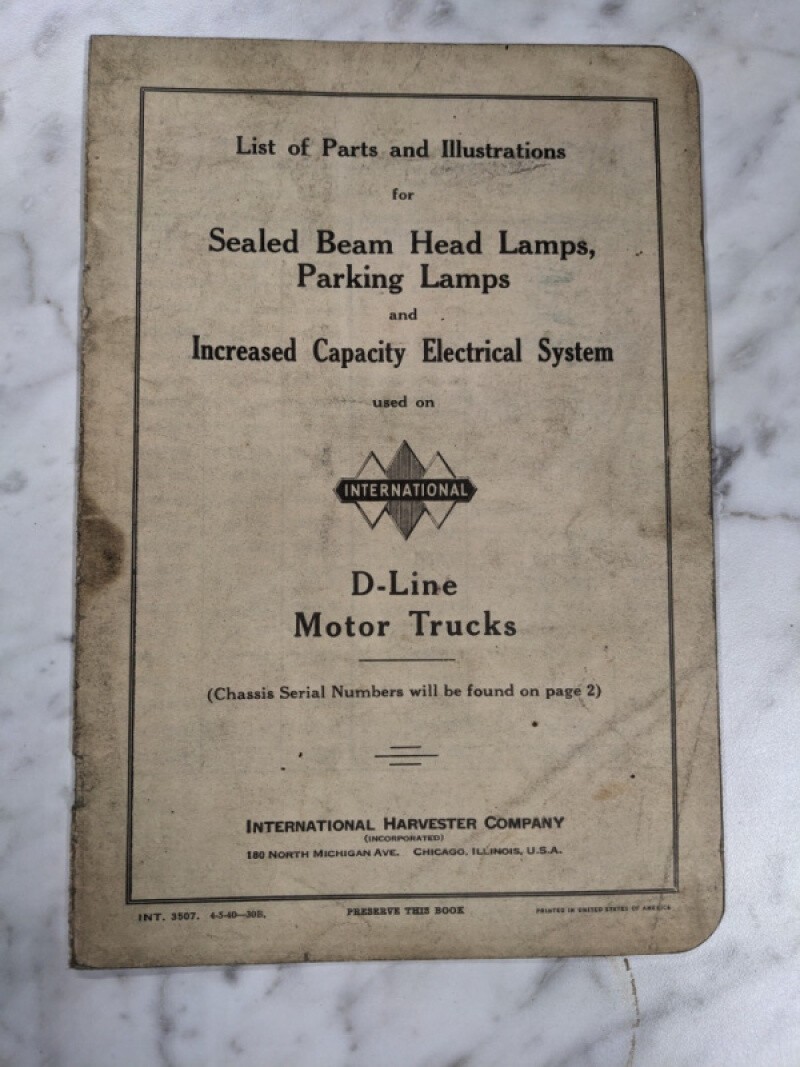 List of Parts and Illustrations
for
Sealed Beam Head Lamps,
Parking Lamps
and
Increased Capacity Electrical System
used on
INTERNATIONAL
D-Line
Motor Trucks
(Chassis Serial Numbers will be found on page 2)
INTERNATIONAL HARVESTER COMPANY
(INCORPORATED)
180 NORTH MICHIGAN AVE. CHICAGO, ILLINOIS, U.S.A.
INT. 3507. 4-5-40—30B. PRESERVE THIS BOOK PRINTED IN UNITED STATES OF AMERICA